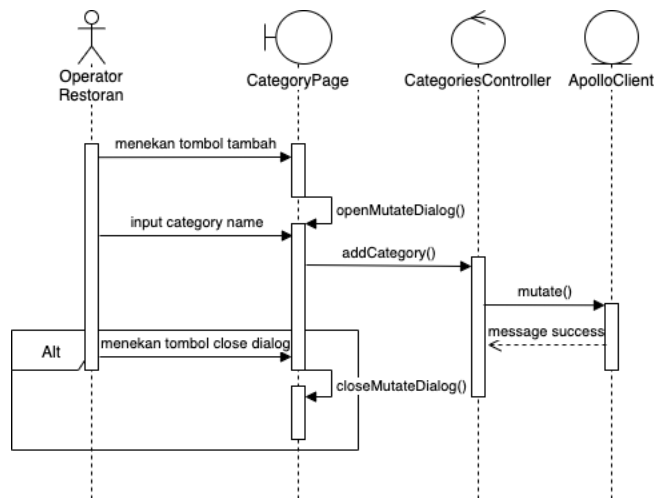 Operator
Restoran
CategoryPage
CategoriesController
ApolloClient
menekan tombol tambah
openMutateDialog()
input category name
addCategory()
mutate()
message success
Alt
menekan tombol close dialog
closeMutateDialog()